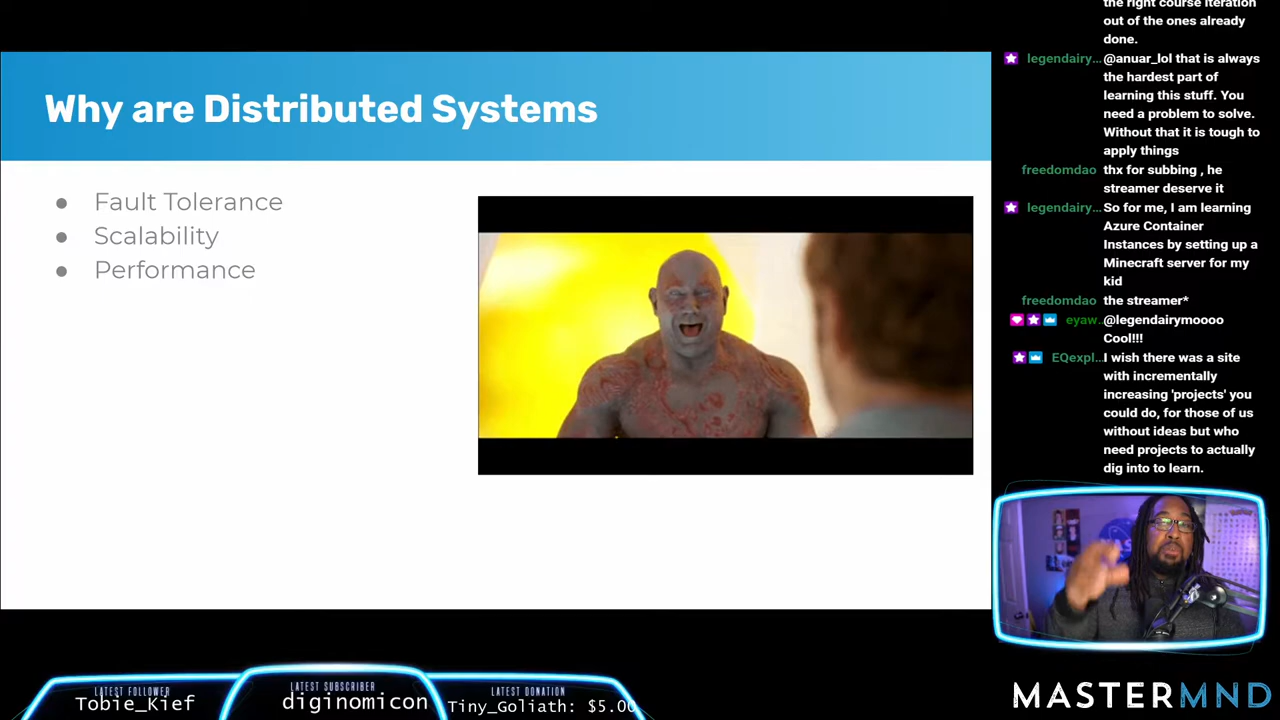 Why are Distributed Systems
● Fault Tolerance
● Scalability
● Performance
the right course iteration
out of the ones already
done.
legendairy... @anuar_lol that is always
the hardest part of
learning this stuff. You
need a problem to solve.
Without that it is tough to
apply things
freedomdao thx for subbing , he
streamer deserve it
legendairy... So for me, I am learning
Azure Container
Instances by setting up a
Minecraft server for my
kid
freedomdao the streamer*
eyaw... @legendairymoooo
Cool!!!
EQexpl... I wish there was a site
with incrementally
increasing 'projects' you
could do, for those of us
without ideas but who
need projects to actually
dig into to learn.
LATEST FOLLOWER
Tobie_Kief
LATEST SUBSCRIBER
diginomicon
LATEST DONATION
Tiny_Goliath: $5.00
MASTERMND